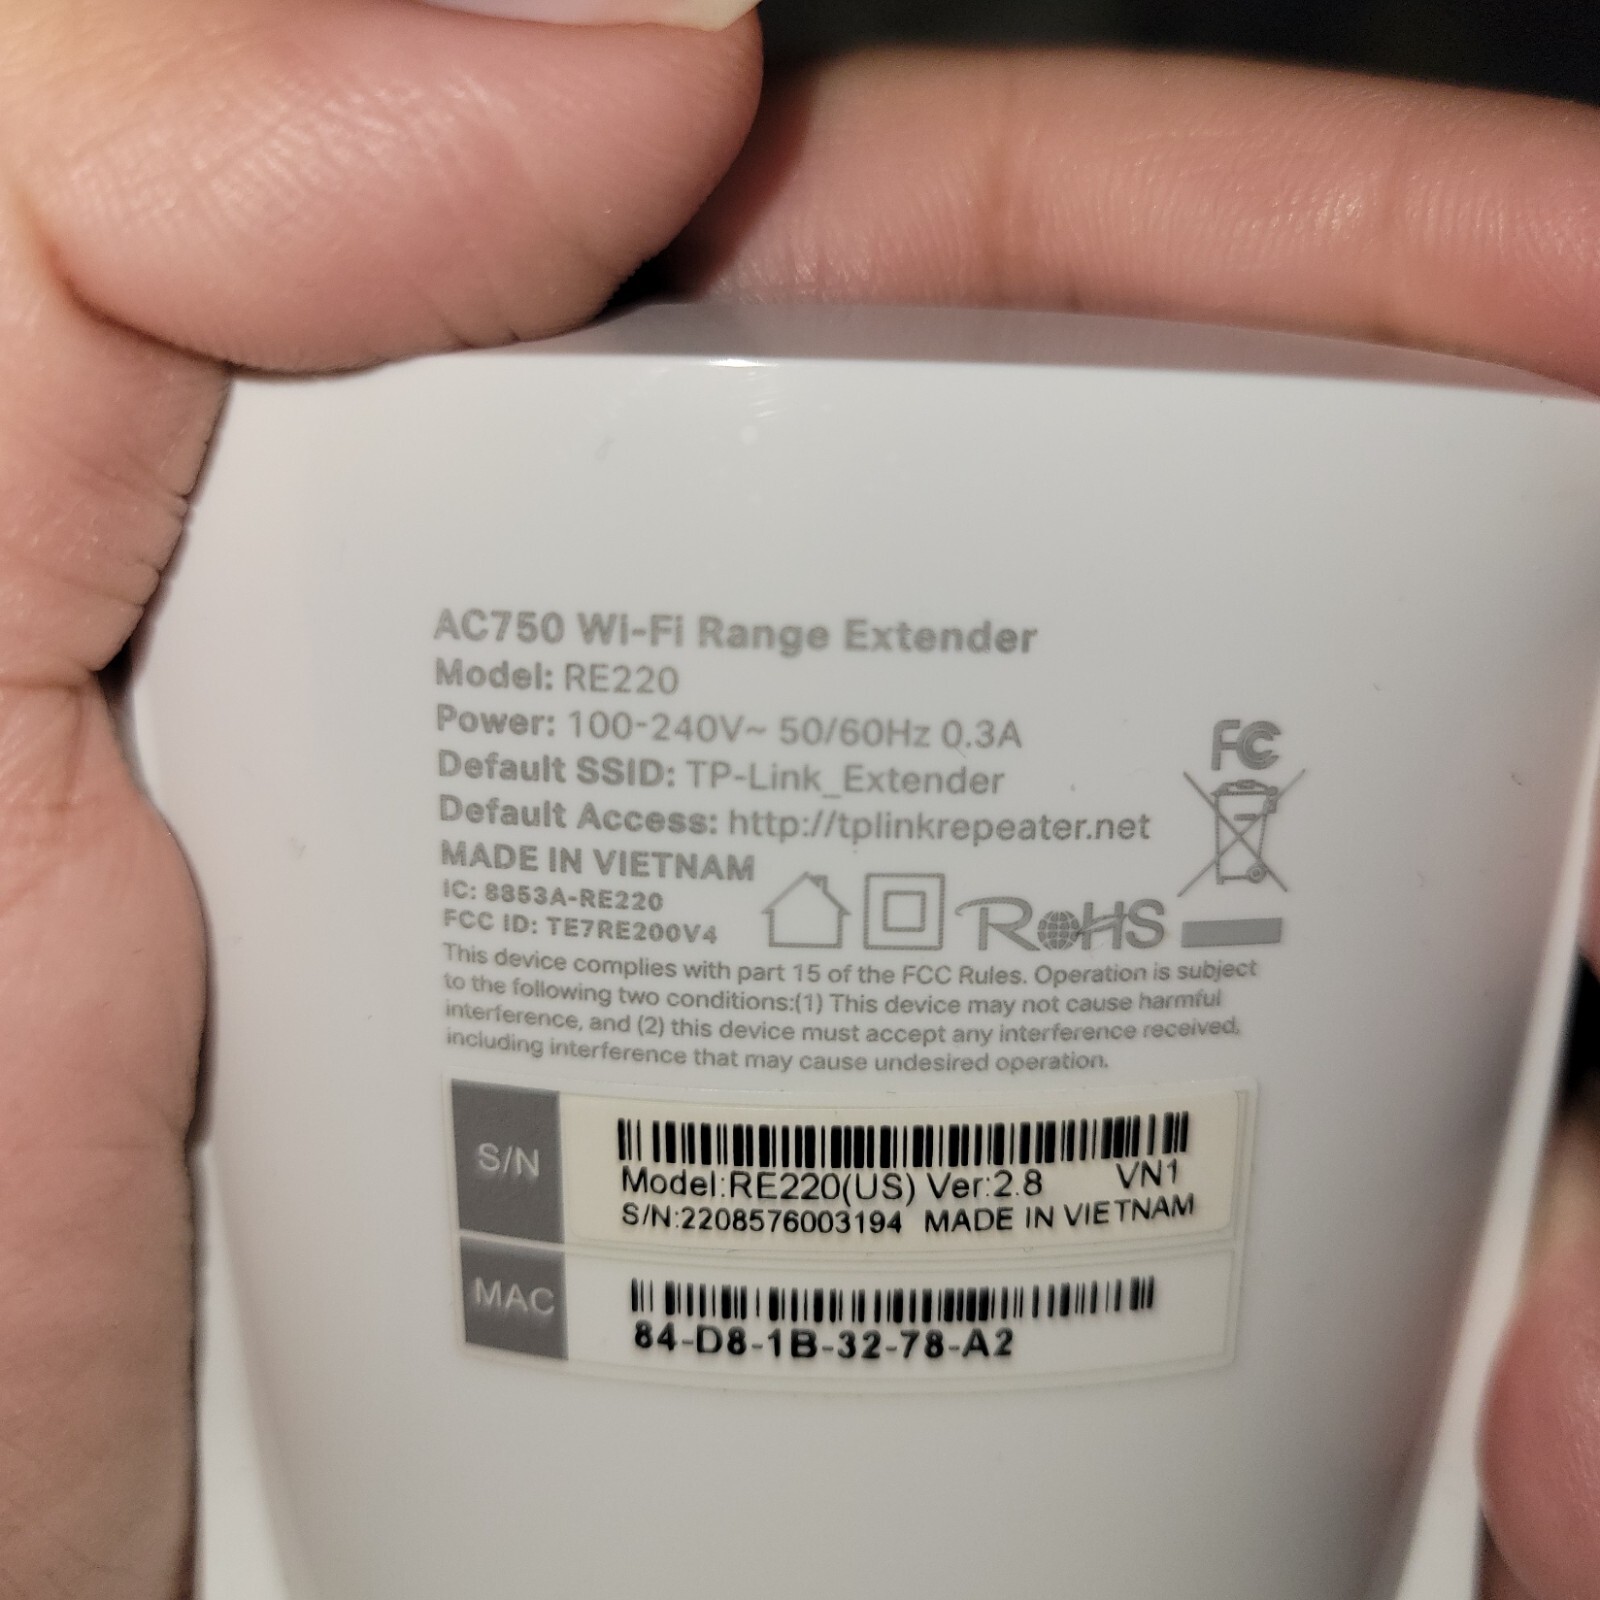 AC750 Wi-Fi Range Extender
Model: RE220
Power: 100-240V~ 50/60Hz 0.3A
Default SSID: TP-Link_Extender
Default Access: http://tplinkrepeater.net
MADE IN VIETNAM
IC: 8853A-RE220
FCC ID: TE7RE200V4
FC
RoHS
This device complies with part 15 of the FCC Rules. Operation is subject
to the following two conditions:(1) This device may not cause harmful
interference, and (2) this device must accept any interference received,
including interference that may cause undesired operation.
S/N
Model:RE220(US) Ver:2.8 VN1
S/N:2208576003194 MADE IN VIETNAM
MAC
84-D8-1B-32-78-A2